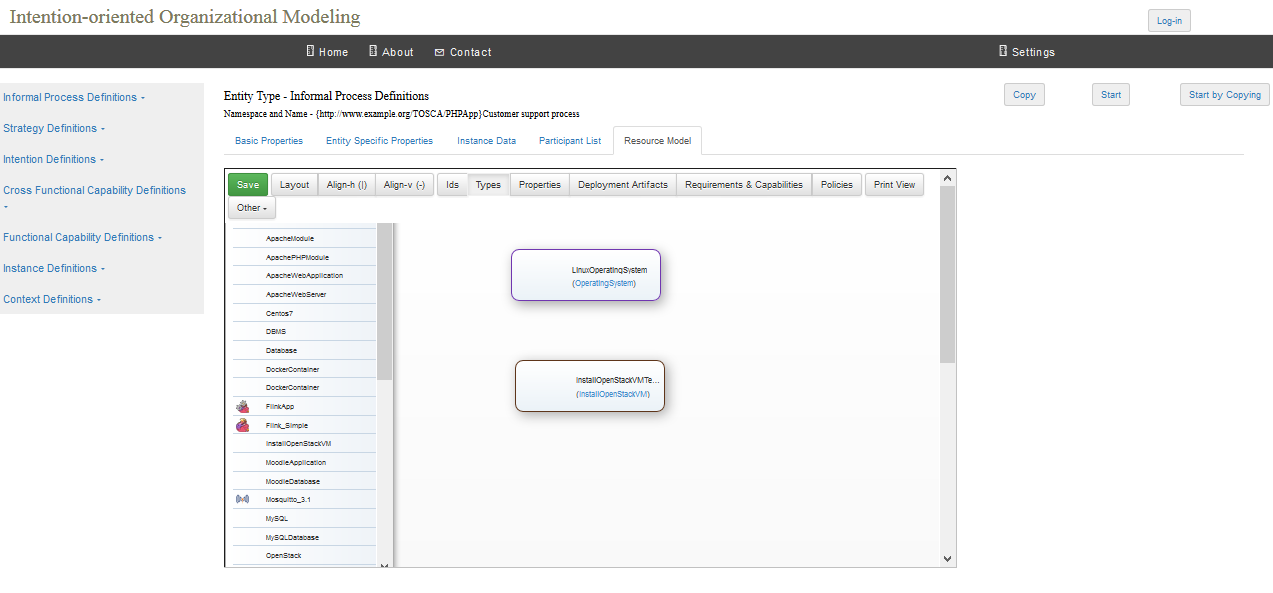 Intention-oriented Organizational Modeling
Log-in
Home About Contact Settings
Informal Process Definitions
Strategy Definitions
Intention Definitions
Cross Functional Capability Definitions
Functional Capability Definitions
Instance Definitions
Context Definitions
Entity Type - Informal Process Definitions
Copy Start Start by Copying
Namespace and Name - {http://www.example.org/TOSCA/PHPApp}Customer support process
Basic Properties Entity Specific Properties Instance Data Participant List Resource Model
Save Layout Align-h (|) Align-v (-) Ids Types Properties Deployment Artifacts Requirements & Capabilities Policies Print View
Other
ApacheModule
ApachePHPModule
ApacheWebApplication
ApacheWebServer
Centos7
DBMS
Database
DockerContainer
DockerContainer
FlinkApp
Flink_Simple
InstallOpenStackVM
MoodleApplication
MoodleDatabase
Mosquitto_3.1
MySQL
MySQLDatabase
OpenStack
LinuxOperatingSystem
(OperatingSystem)
InstallOpenStackVMTe...
(InstallOpenStackVM)